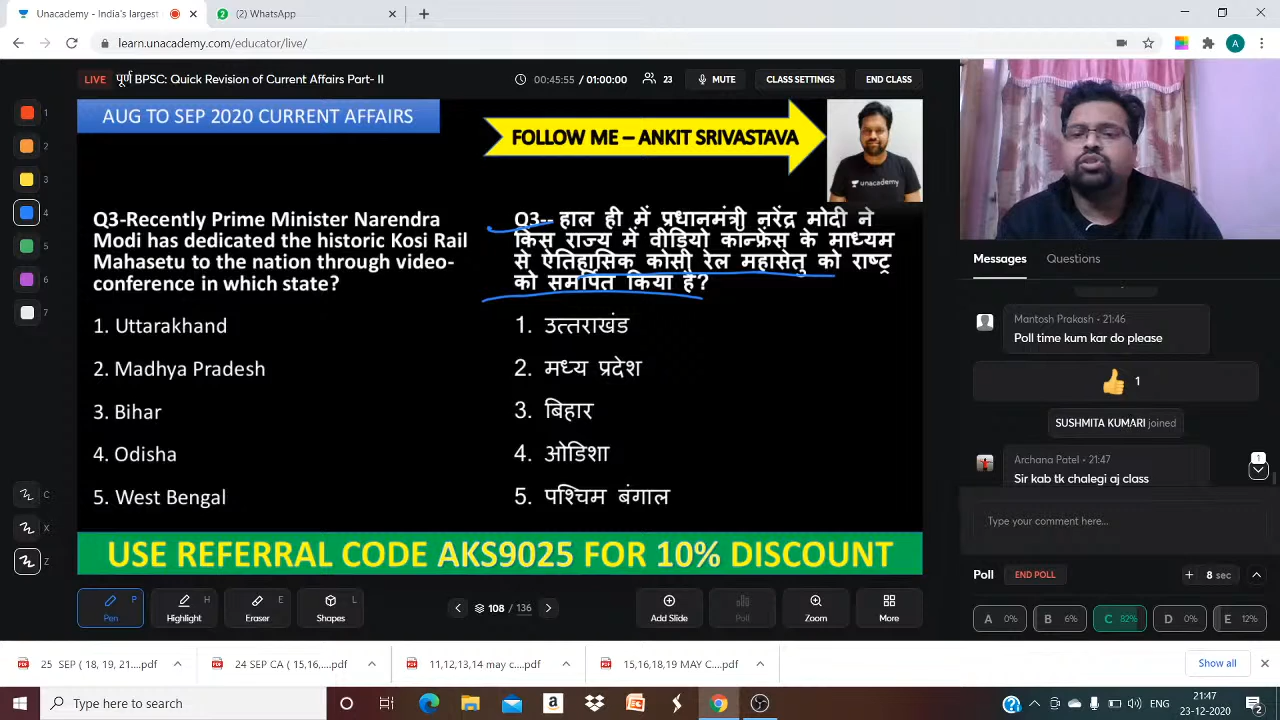 Unacademy - India's largest
(2) WhatsApp
learn.unacademy.com/educator/live/
A
LIVE पूर्ण BPSC: Quick Revision of Current Affairs Part- II
00:45:55 / 01:00:00
23
MUTE
CLASS SETTINGS
END CLASS
1
2
3
4
5
6
7
C
X
Z
AUG TO SEP 2020 CURRENT AFFAIRS
FOLLOW ME – ANKIT SRIVASTAVA
unacademy
Q3-Recently Prime Minister Narendra
Modi has dedicated the historic Kosi Rail
Mahasetu to the nation through video-
conference in which state?
1. Uttarakhand
2. Madhya Pradesh
3. Bihar
4. Odisha
5. West Bengal
Q3-- हाल ही में प्रधानमंत्री नरेंद्र मोदी ने
किस राज्य में वीडियो कॉन्फ्रेंस के माध्यम
से ऐतिहासिक कोसी रेल महासेतु को राष्ट्र
को समर्पित किया है?
1. उत्तराखंड
2. मध्य प्रदेश
3. बिहार
4. ओडिशा
5. पश्चिम बंगाल
USE REFERRAL CODE AKS9025 FOR 10% DISCOUNT
Pen P
Highlight H
Eraser E
Shapes L
108 / 136
Add Slide
Poll
Zoom
More
Messages Questions
Mantosh Prakash • 21:46
Poll time kum kar do please
1
SUSHMITA KUMARI joined
Archana Patel • 21:47
Sir kab tk chalegi aj class
1
Type your comment here...
Poll END POLL + 8 sec
A 0% B 6% C 82% D 0% E 12%
25 SEP ( 18, 19, 21....pdf
24 SEP CA ( 15,16,....pdf
11,12,13,14 may c....pdf
15,16,18,19 MAY C....pdf
Show all
Type here to search
ENG
21:47
23-12-2020
2